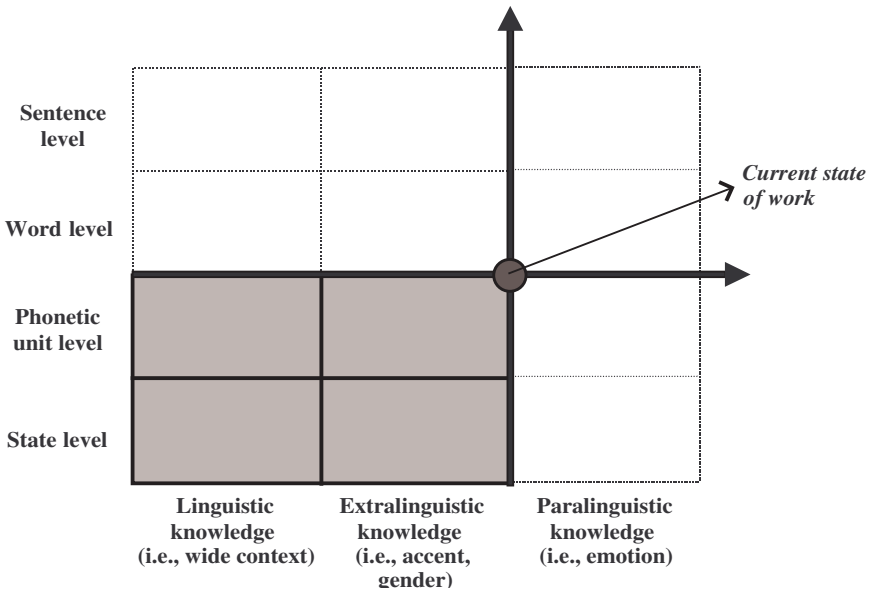 Sentence
level
Current state
of work
Word level
Phonetic
unit level
State level
Linguistic
knowledge
(i.e., wide context)
Extralinguistic
knowledge
(i.e., accent,
gender)
Paralinguistic
knowledge
(i.e., emotion)